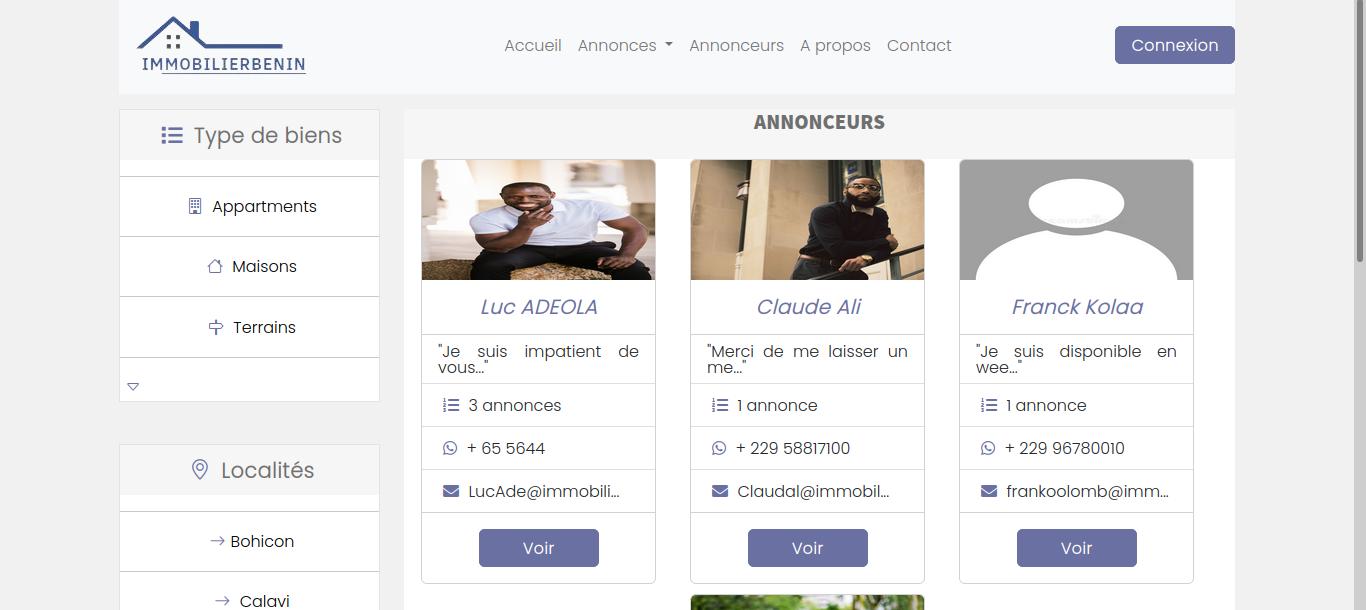 IMMOBILIERBENIN
Accueil Annonces Annonceurs A propos Contact
Connexion
Type de biens
Appartments
Maisons
Terrains
Localités
Bohicon
Calavi
ANNONCEURS
Luc ADEOLA
"Je suis impatient de
vous..."
3 annonces
+ 65 5644
LucAde@immobili...
Voir
Claude Ali
"Merci de me laisser un
me..."
1 annonce
+ 229 58817100
Claudal@immobil...
Voir
Franck Kolaa
"Je suis disponible en
wee..."
1 annonce
+ 229 96780010
frankoolomb@imm...
Voir